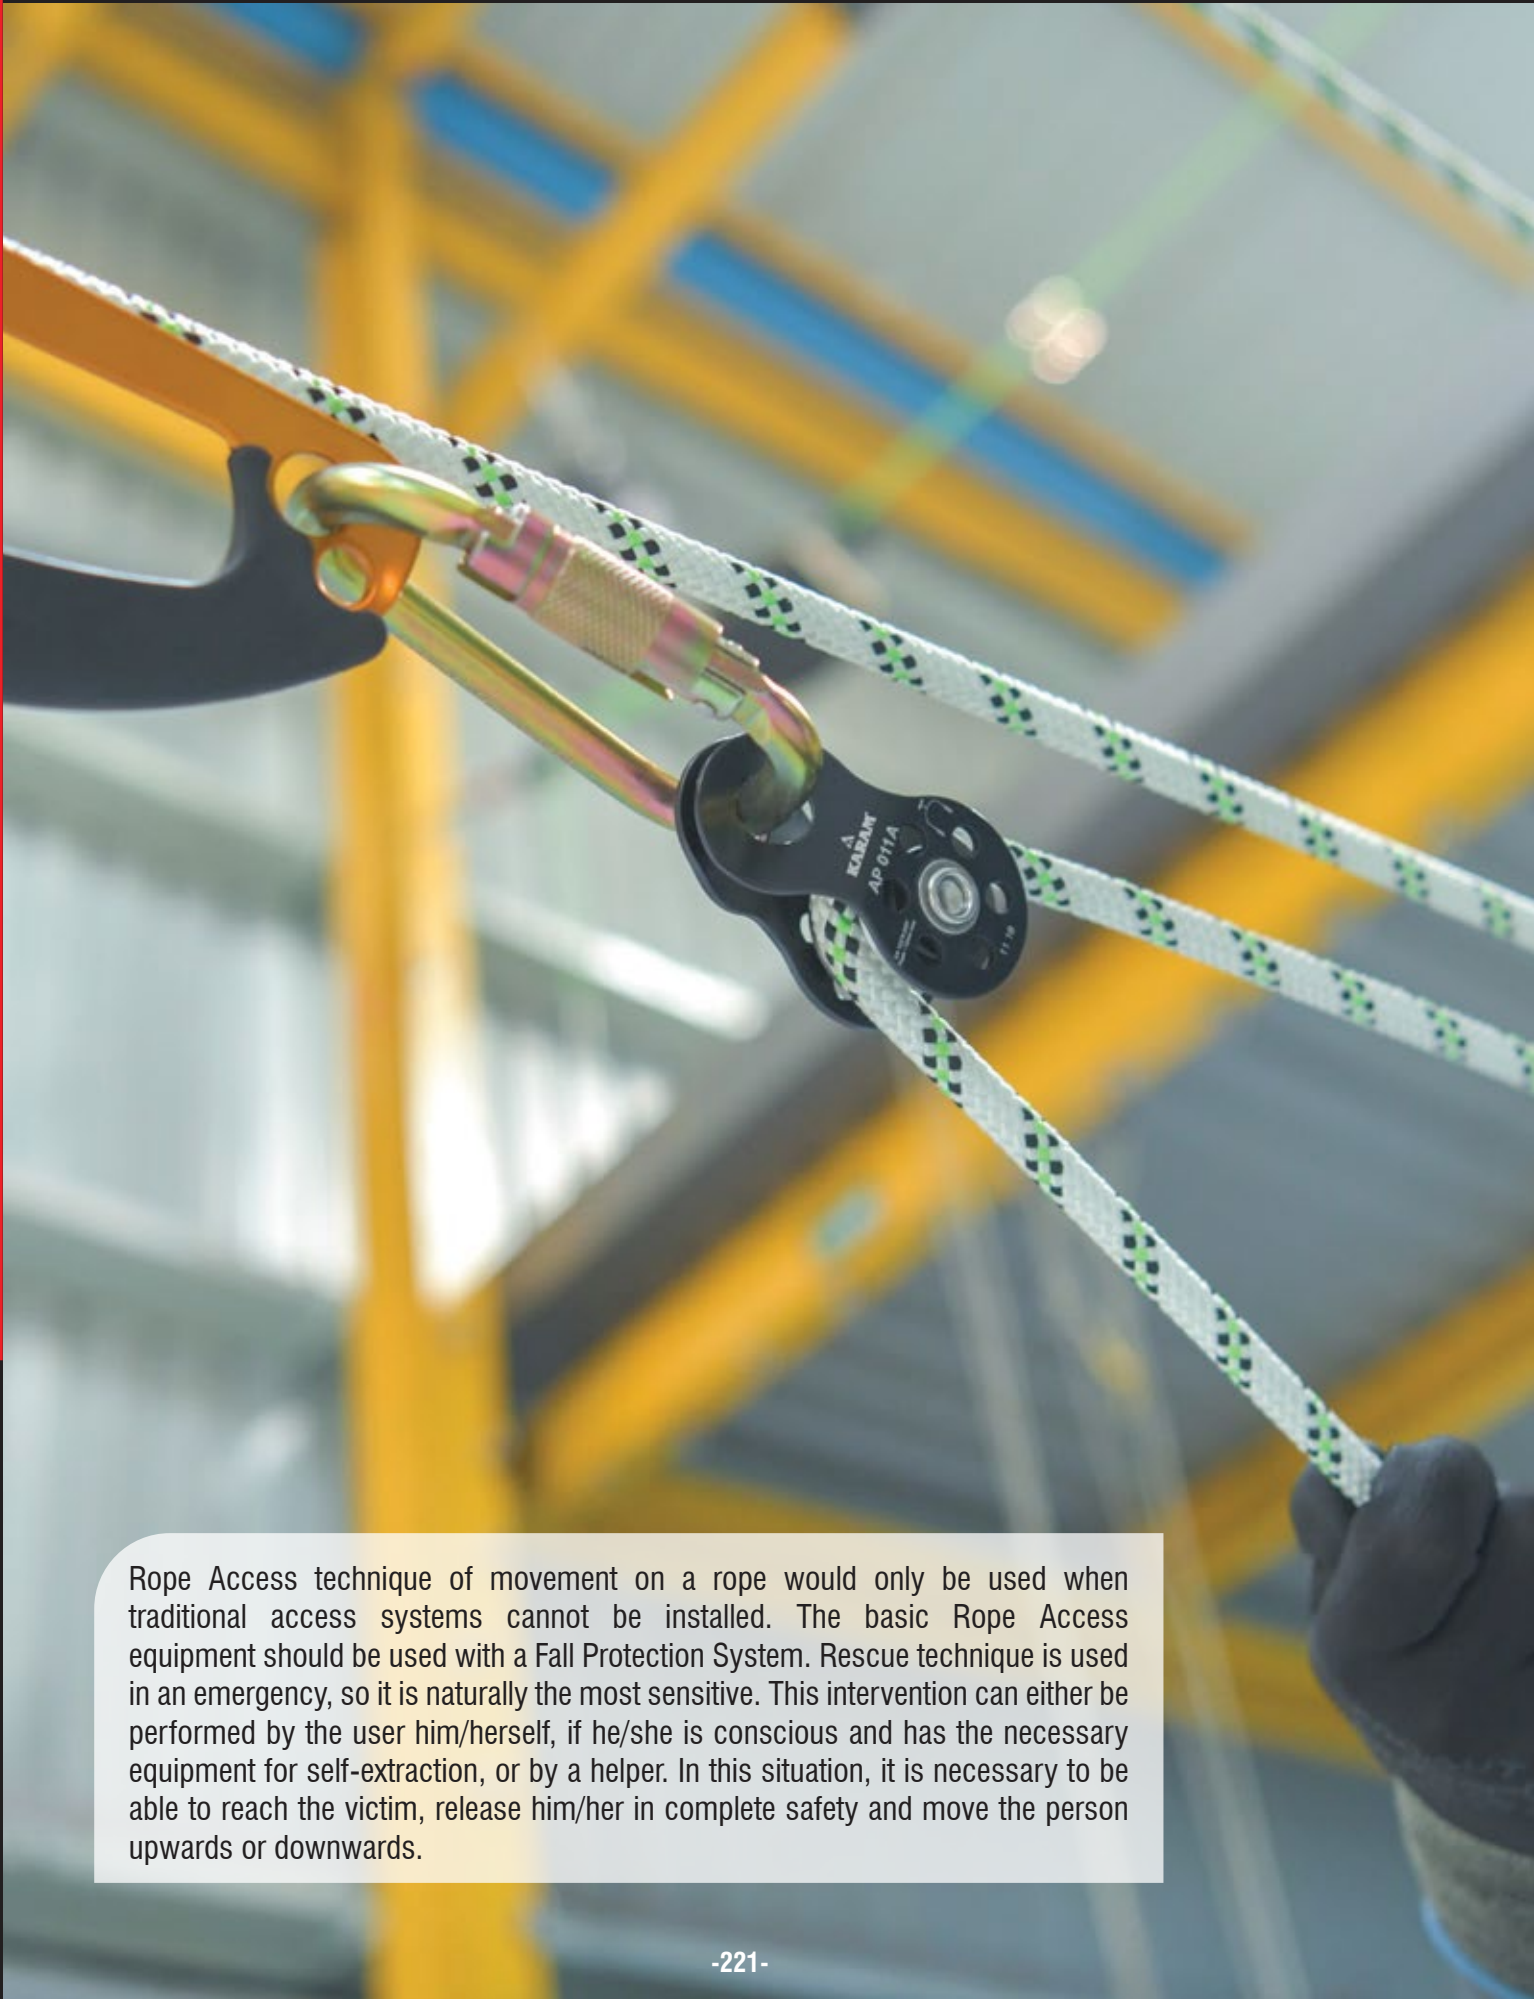 KARAM
AP 011A
Rope Access technique of movement on a rope would only be used when
traditional access systems cannot be installed. The basic Rope Access
equipment should be used with a Fall Protection System. Rescue technique is used
in an emergency, so it is naturally the most sensitive. This intervention can either be
performed by the user him/herself, if he/she is conscious and has the necessary
equipment for self-extraction, or by a helper. In this situation, it is necessary to be
able to reach the victim, release him/her in complete safety and move the person
upwards or downwards.
-221-